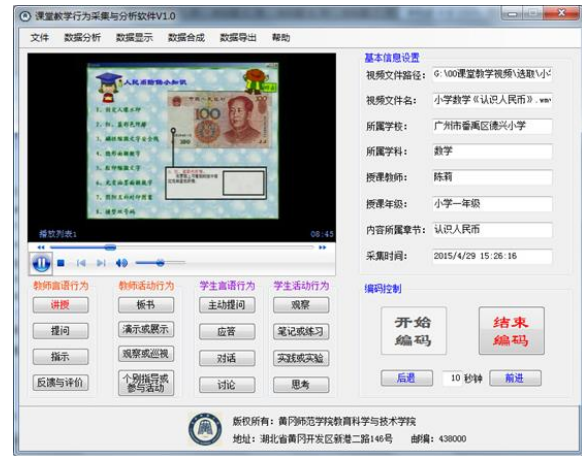 课堂教学行为采集与分析软件V1.0
文件 数据分析 数据显示 数据合成 数据导出 帮助
人民币防伪小知识
100
播放列表1 08:45
教师言语行为 教师活动行为 学生言语行为 学生活动行为
讲授 板书 主动提问 观察
提问 演示或展示 应答 笔记或练习
指示 观察或巡视 对话 实践或实验
反馈与评价 个别指导或参与活动 讨论 思考
基本信息设置
视频文件路径: G:\00课堂教学视频\选取\小
视频文件名: 小学数学《认识人民币》.wm
所属学校: 广州市番禺区德兴小学
所属学科: 数学
授课教师: 陈莉
授课年级: 小学一年级
内容所属章节: 认识人民币
采集时间: 2015/4/29 15:26:16
编码控制
开始编码 结束编码
后退 10 秒钟 前进
版权所有: 黄冈师范学院教育科学与技术学院
地址: 湖北省黄冈开发区新港二路146号 邮编: 438000